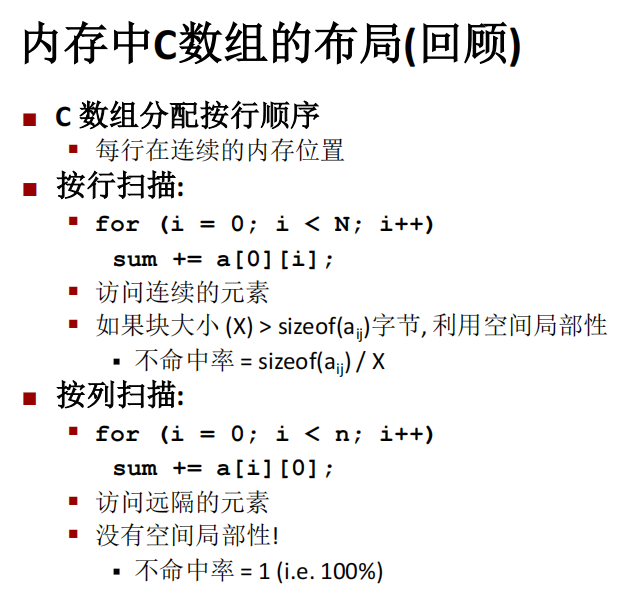 内存中C数组的布局(回顾)
■ C 数组分配按行顺序
▪ 每行在连续的内存位置
■ 按行扫描:
▪ for (i = 0; i < N; i++)
sum += a[0][i];
▪ 访问连续的元素
▪ 如果块大小 (X) > sizeof(aij)字节, 利用空间局部性
▪ 不命中率 = sizeof(aij) / X
■ 按列扫描:
▪ for (i = 0; i < n; i++)
sum += a[i][0];
▪ 访问远隔的元素
▪ 没有空间局部性!
▪ 不命中率 = 1 (i.e. 100%)